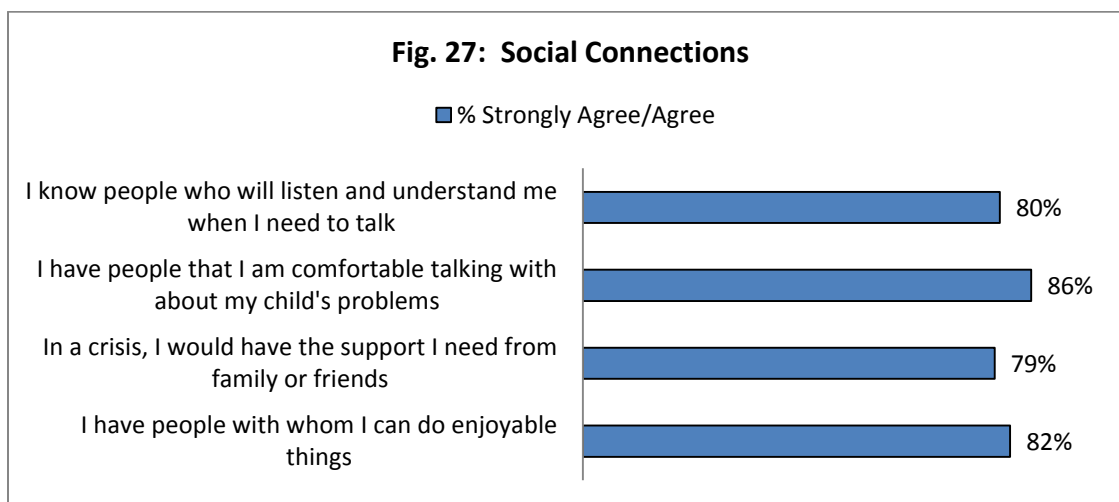 Fig. 27:  Social Connections
% Strongly Agree/Agree
I know people who will listen and understand me
when I need to talk
80%
I have people that I am comfortable talking with
about my child's problems
86%
In a crisis, I would have the support I need from
family or friends
79%
I have people with whom I can do enjoyable
things
82%